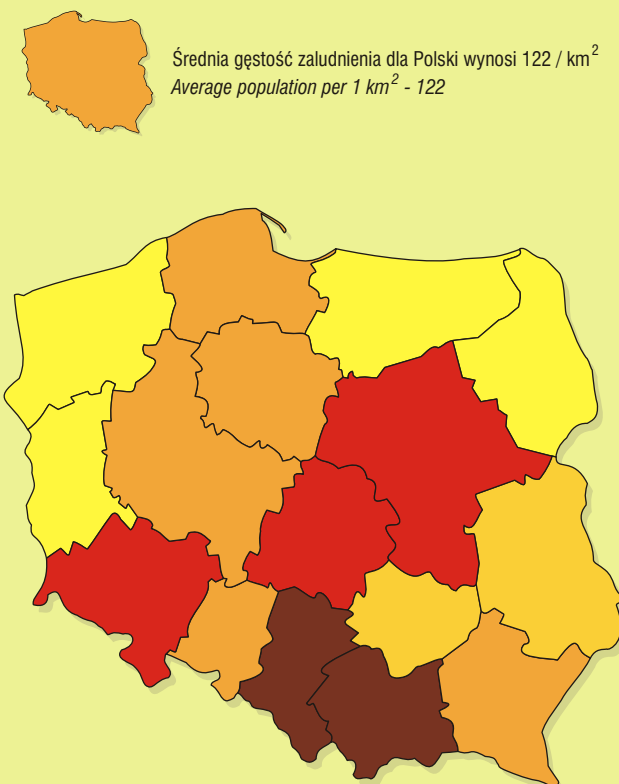 Średnia gęstość zaludnienia dla Polski wynosi 122 / km²
Average population per 1 km² - 122